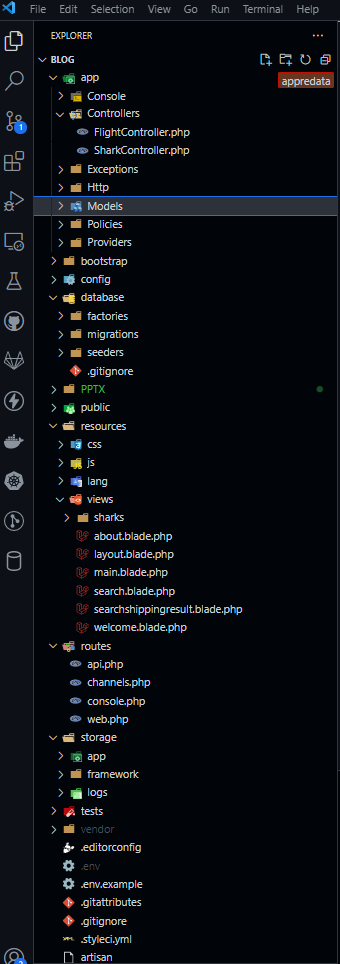 File Edit Selection View Go Run Terminal Help
EXPLORER
BLOG
appredata
app
Console
Controllers
FlightController.php
SharkController.php
Exceptions
Http
Models
Policies
Providers
bootstrap
config
database
factories
migrations
seeders
.gitignore
PPTX
public
resources
css
js
lang
views
sharks
about.blade.php
layout.blade.php
main.blade.php
search.blade.php
searchshippingresult.blade.php
welcome.blade.php
routes
api.php
channels.php
console.php
web.php
storage
app
framework
logs
tests
vendor
.editorconfig
.env
.env.example
.gitattributes
.gitignore
.styleci.yml
artisan
1